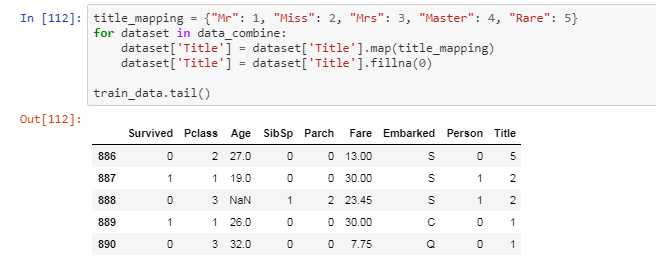 In [112]: title_mapping = {"Mr": 1, "Miss": 2, "Mrs": 3, "Master": 4, "Rare": 5}
for dataset in data_combine:
    dataset['Title'] = dataset['Title'].map(title_mapping)
    dataset['Title'] = dataset['Title'].fillna(0)
train_data.tail()
Out[112]:
Survived Pclass Age SibSp Parch Fare Embarked Person Title
886 0 2 27.0 0 0 13.00 S 0 5
887 1 1 19.0 0 0 30.00 S 1 2
888 0 3 NaN 1 2 23.45 S 1 2
889 1 1 26.0 0 0 30.00 C 0 1
890 0 3 32.0 0 0 7.75 Q 0 1